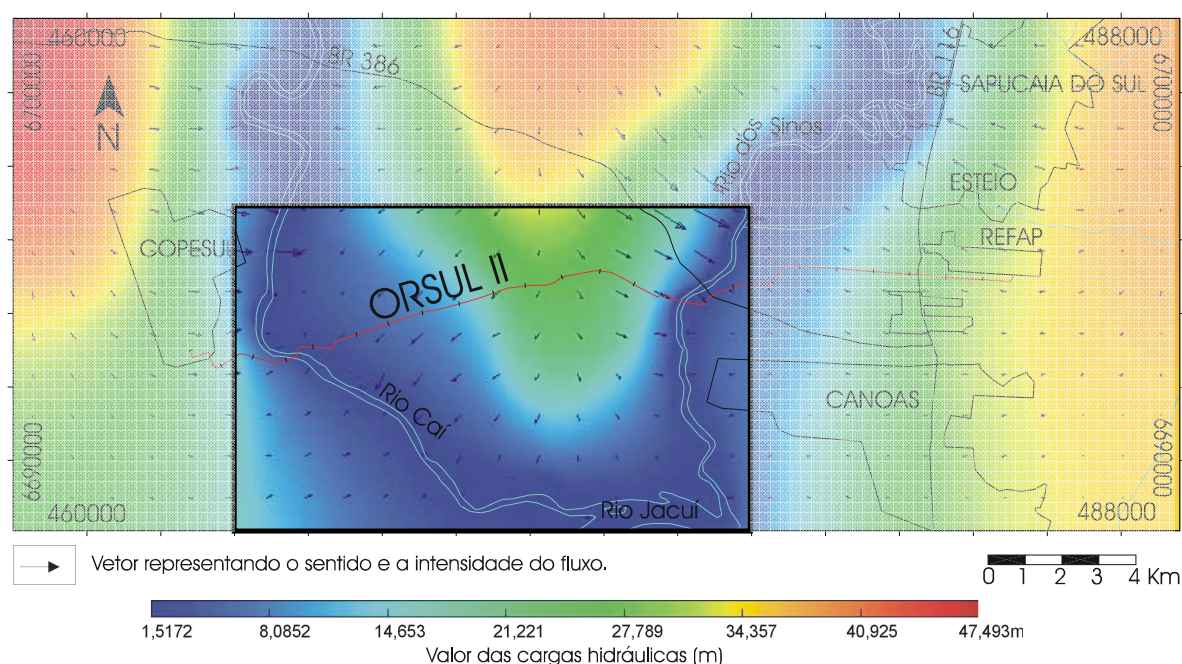 460000
488000
BR 386
BR 116
6700000
6700000
SAPUCAIA DO SUL
N
Rio dos Sinos
ESTEIO
COPESUL
REFAP
ORSUL II
Rio Caí
CANOAS
6690000
6690000
Rio Jacuí
460000
488000
Vetor representando o sentido e a intensidade do fluxo.
0 1 2 3 4 Km
1,5172 8,0852 14,653 21,221 27,789 34,357 40,925 47,493m
Valor das cargas hidráulicas (m)